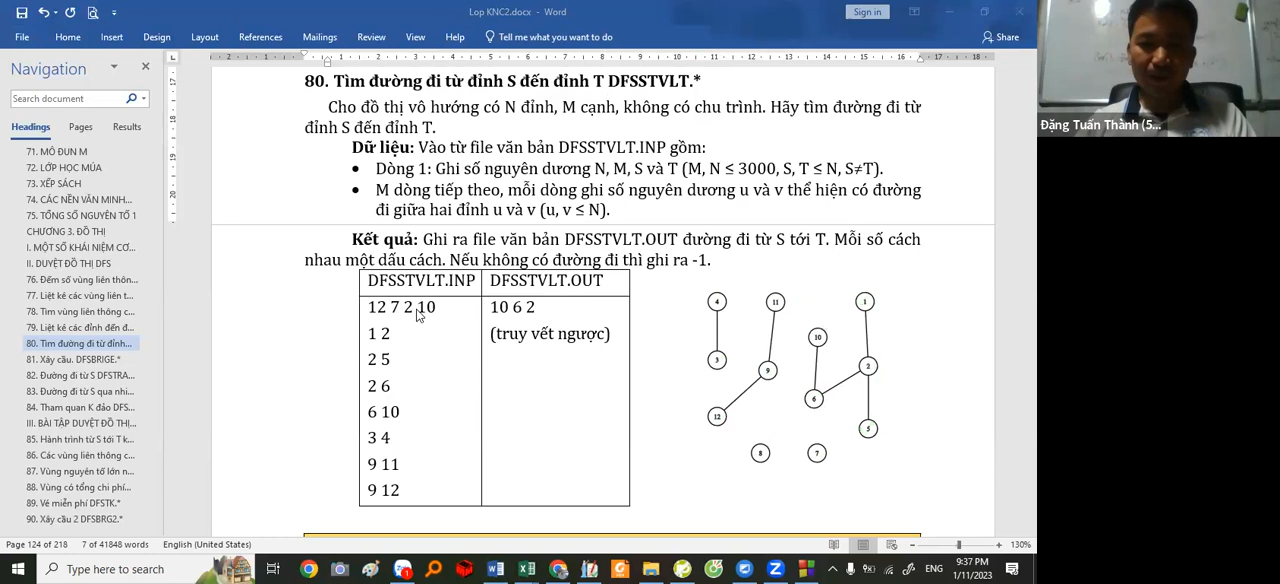 Lop KNC2.docx - Word
Sign in
File Home Insert Design Layout References Mailings Review View Help Tell me what you want to do
Share
Navigation
Search document
Headings Pages Results
71. MÔ ĐUN M
72. LỚP HỌC MÚA
73. XẾP SÁCH
74. CÁC NỀN VĂN MINH...
75. TỔNG SỐ NGUYÊN TỐ 1
CHƯƠNG 3. ĐỒ THỊ
I. MỘT SỐ KHÁI NIỆM CƠ...
II. DUYỆT ĐỒ THỊ DFS
76. Đếm số vùng liên thôn...
77. Liệt kê các vùng liên t...
78. Tìm vùng liên thông c...
79. Liệt kê các đỉnh đến đ...
80. Tìm đường đi từ đỉnh...
81. Xây cầu. DFSBRIGE.*
82. Đường đi từ S DFSTRA...
83. Đường đi từ S qua nhi...
84. Tham quan K đảo DFS...
III. BÀI TẬP DUYỆT ĐỒ THỊ...
85. Hành trình từ S tới T k...
86. Các vùng liên thông c...
87. Vùng nguyên tố lớn n...
88. Vùng có tổng chi phí...
89. Vé miễn phí DFSTK.*
90. Xây cầu 2 DFSBRG2.*
80. Tìm đường đi từ đỉnh S đến đỉnh T DFSSTVLT.*
Cho đồ thị vô hướng có N đỉnh, M cạnh, không có chu trình. Hãy tìm đường đi từ
đỉnh S đến đỉnh T.
Dữ liệu: Vào từ file văn bản DFSSTVLT.INP gồm:
• Dòng 1: Ghi số nguyên dương N, M, S và T (M, N ≤ 3000, S, T ≤ N, S≠T).
• M dòng tiếp theo, mỗi dòng ghi số nguyên dương u và v thể hiện có đường
đi giữa hai đỉnh u và v (u, v ≤ N).
Kết quả: Ghi ra file văn bản DFSSTVLT.OUT đường đi từ S tới T. Mỗi số cách
nhau một dấu cách. Nếu không có đường đi thì ghi ra -1.
DFSSTVLT.INP DFSSTVLT.OUT
12 7 2 10 10 6 2
1 2 (truy vết ngược)
2 5
2 6
6 10
3 4
9 11
9 12
4 11 1
10
3 9 2
6
12 5
8 7
Đặng Tuấn Thành (5...
Page 124 of 218 7 of 41848 words English (United States)
130%
Type here to search
ENG
9:37 PM
1/11/2023